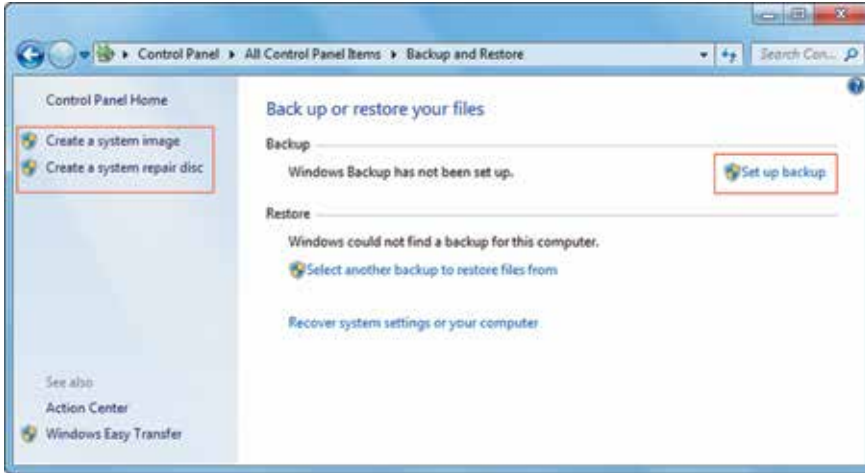 Control Panel ▸ All Control Panel Items ▸ Backup and Restore
Search Con...
Control Panel Home
Create a system image
Create a system repair disc
Back up or restore your files
Backup
Windows Backup has not been set up.
Set up backup
Restore
Windows could not find a backup for this computer.
Select another backup to restore files from
Recover system settings or your computer
See also
Action Center
Windows Easy Transfer